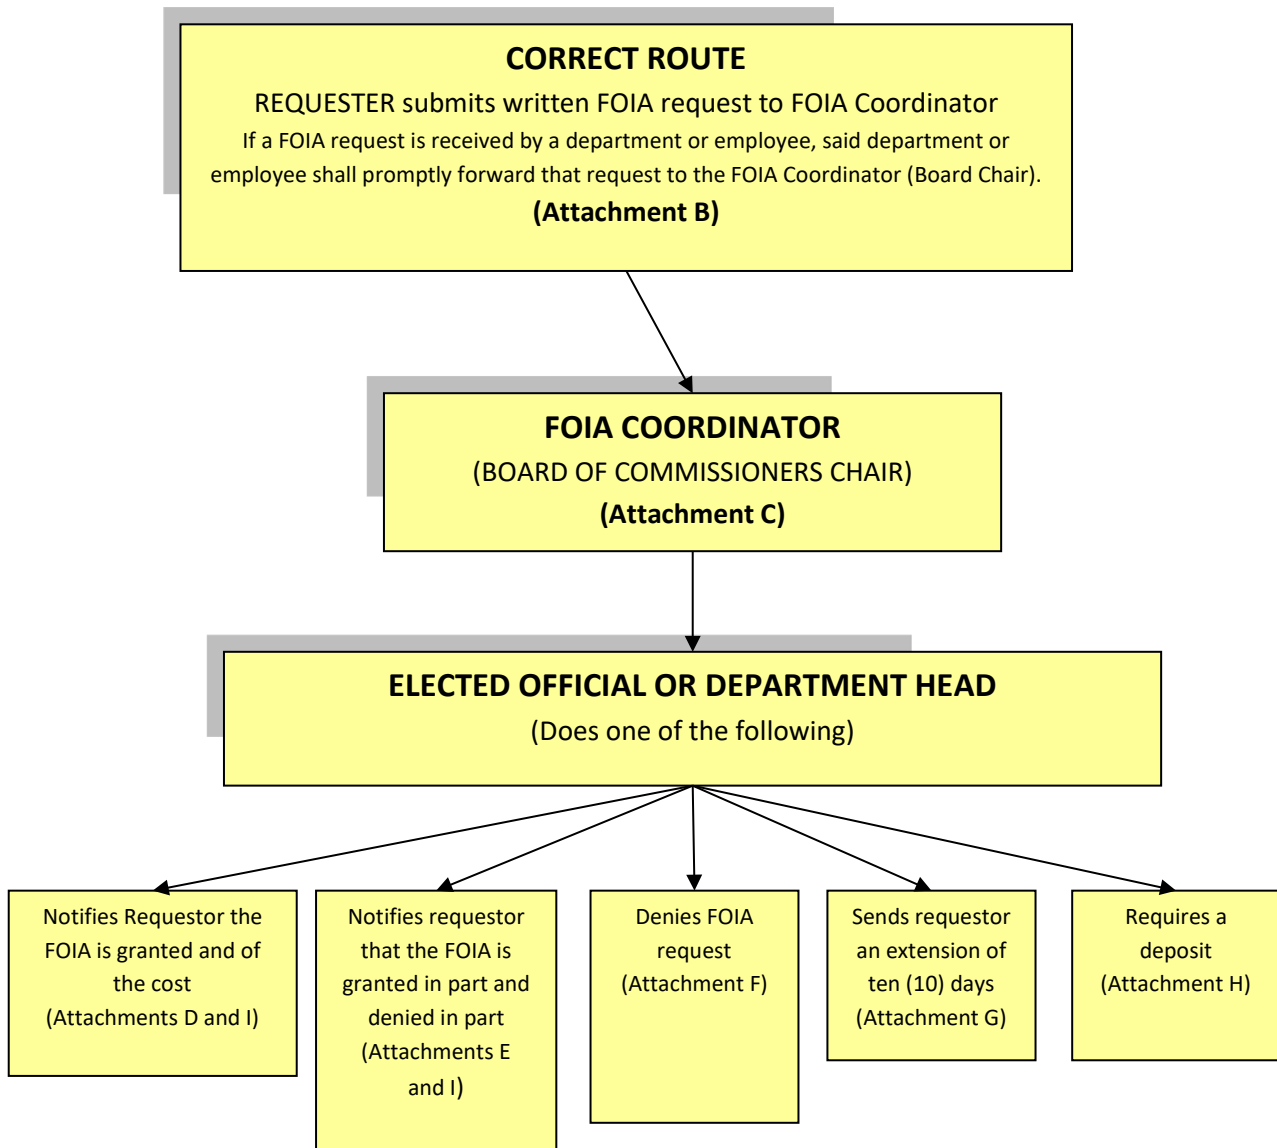 CORRECT ROUTE
REQUESTER submits written FOIA request to FOIA Coordinator
If a FOIA request is received by a department or employee, said department or
employee shall promptly forward that request to the FOIA Coordinator (Board Chair).
(Attachment B)
FOIA COORDINATOR
(BOARD OF COMMISSIONERS CHAIR)
(Attachment C)
ELECTED OFFICIAL OR DEPARTMENT HEAD
(Does one of the following)
Notifies Requestor the
FOIA is granted and of
the cost
(Attachments D and I)
Notifies requestor
that the FOIA is
granted in part and
denied in part
(Attachments E
and I)
Denies FOIA
request
(Attachment F)
Sends requestor
an extension of
ten (10) days
(Attachment G)
Requires a
deposit
(Attachment H)